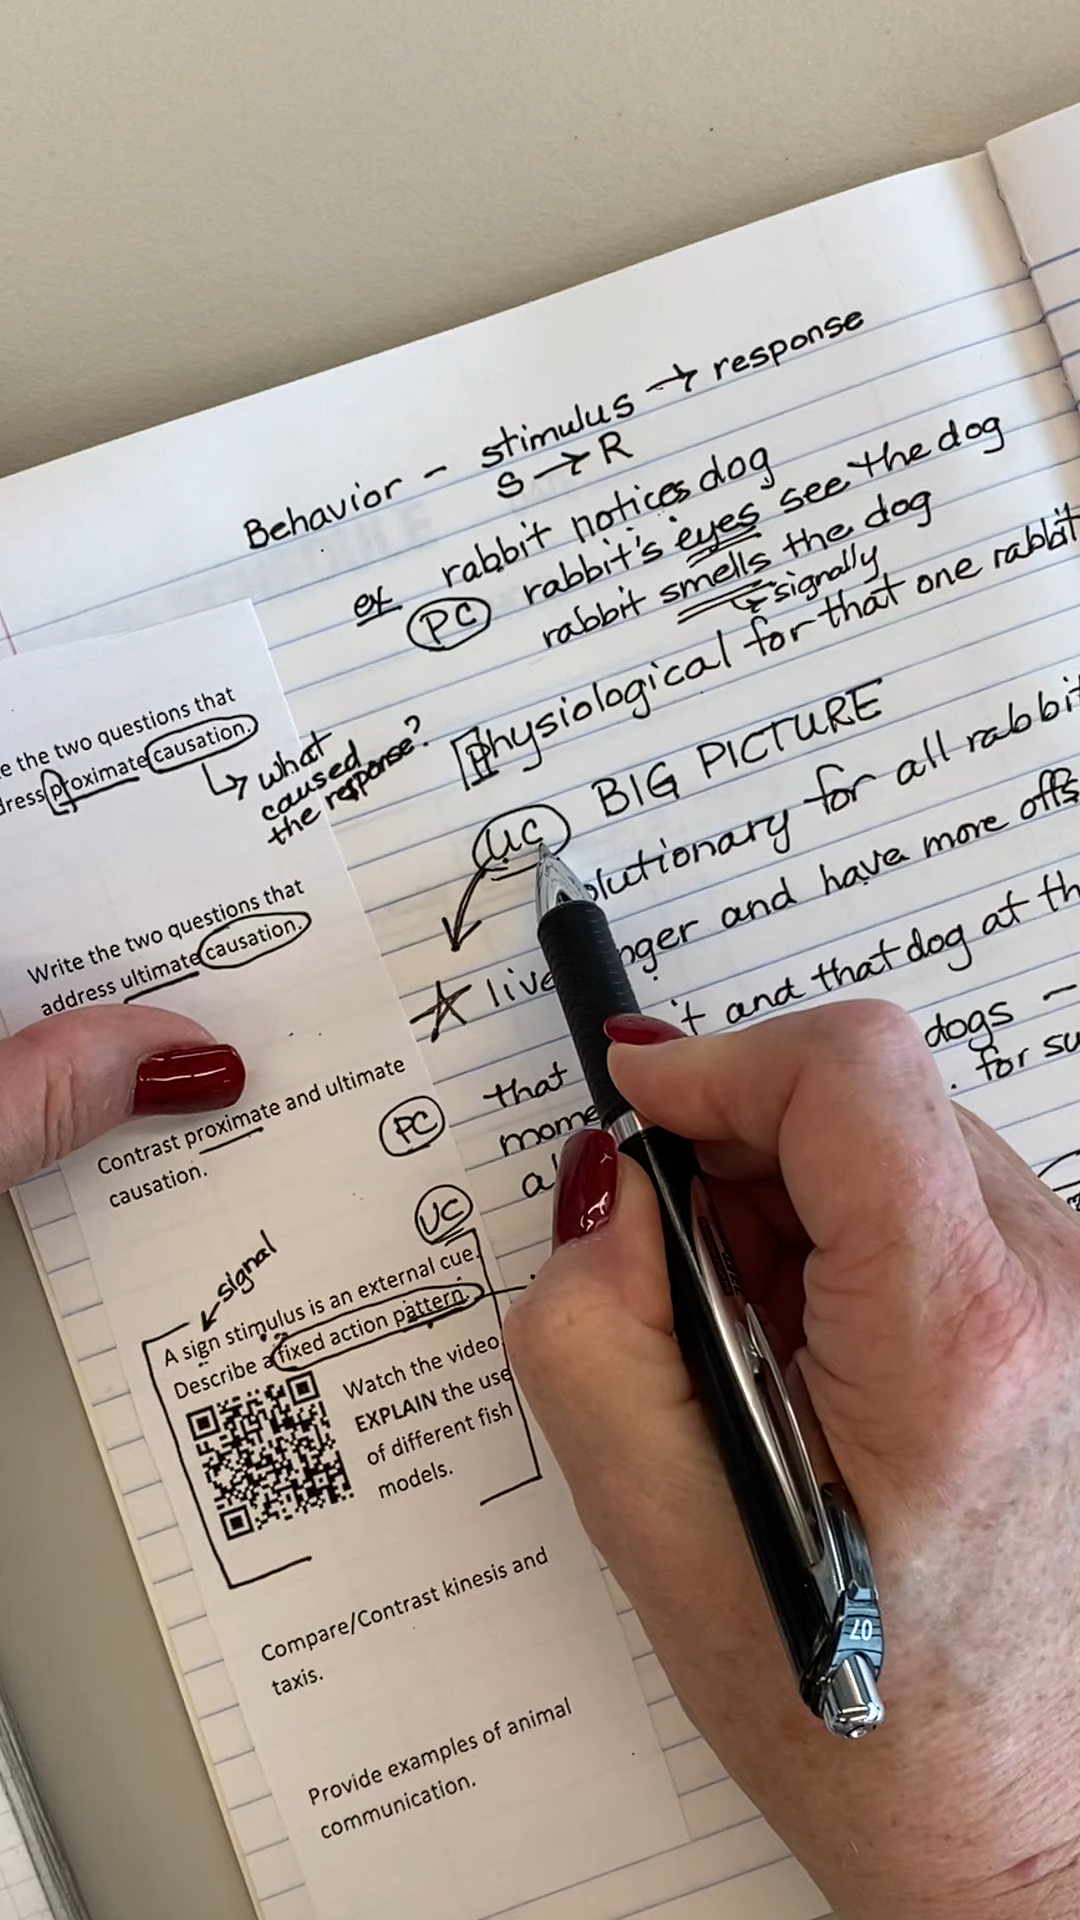 Behavior - stimulus → response
S → R
ex rabbit notices dog
PC rabbit's eyes see the dog
rabbit smells the dog
↳ signally
Physiological for that one rabbit
UC BIG PICTURE
olutionary for all rabbit
☆ live nger and have more offs
t and that dog at th
that dogs -
mome . for su
a
e the two questions that
dress proximate causation.
↳ what
caused
the response?
Write the two questions that
address ultimate causation.
Contrast proximate and ultimate
causation.
PC
UC
signal
A sign stimulus is an external cue.
Describe a fixed action pattern.
Watch the video
EXPLAIN the use
of different fish
models.
Compare/Contrast kinesis and
taxis.
Provide examples of animal
communication.
07